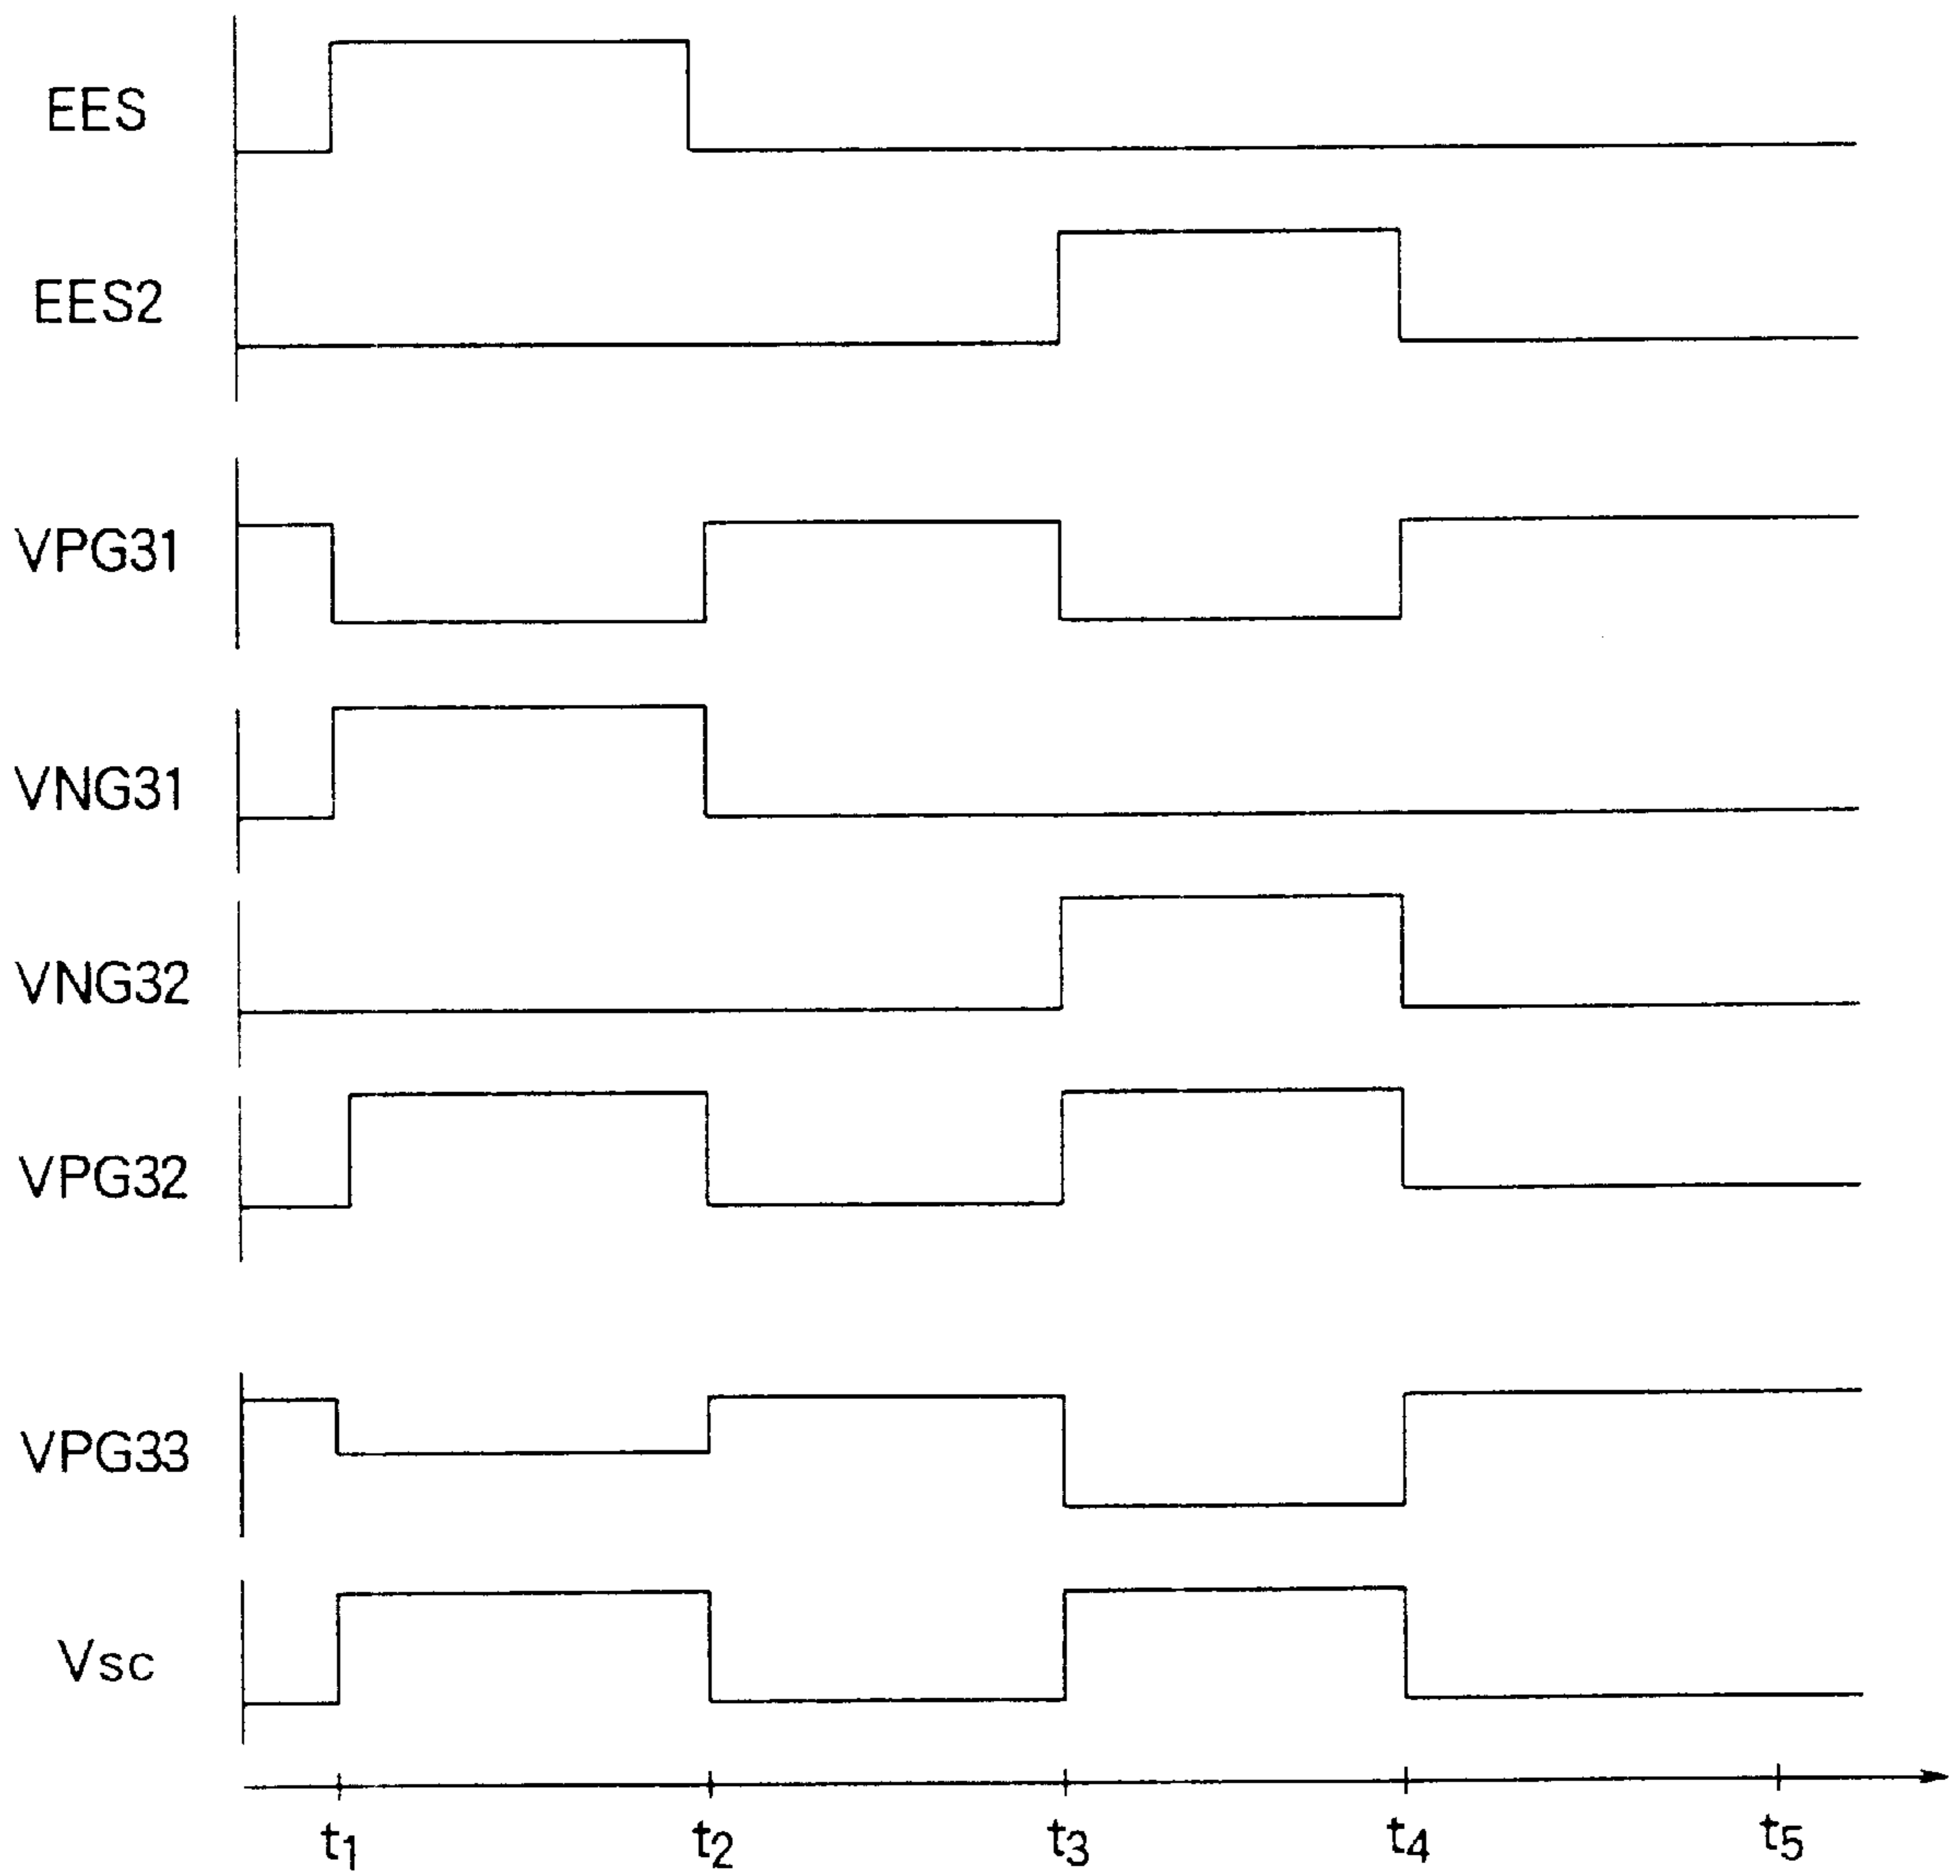 EES
EES2
VPG31
VNG31
VNG32
VPG32
VPG33
Vsc
t1 t2 t3 t4 t5